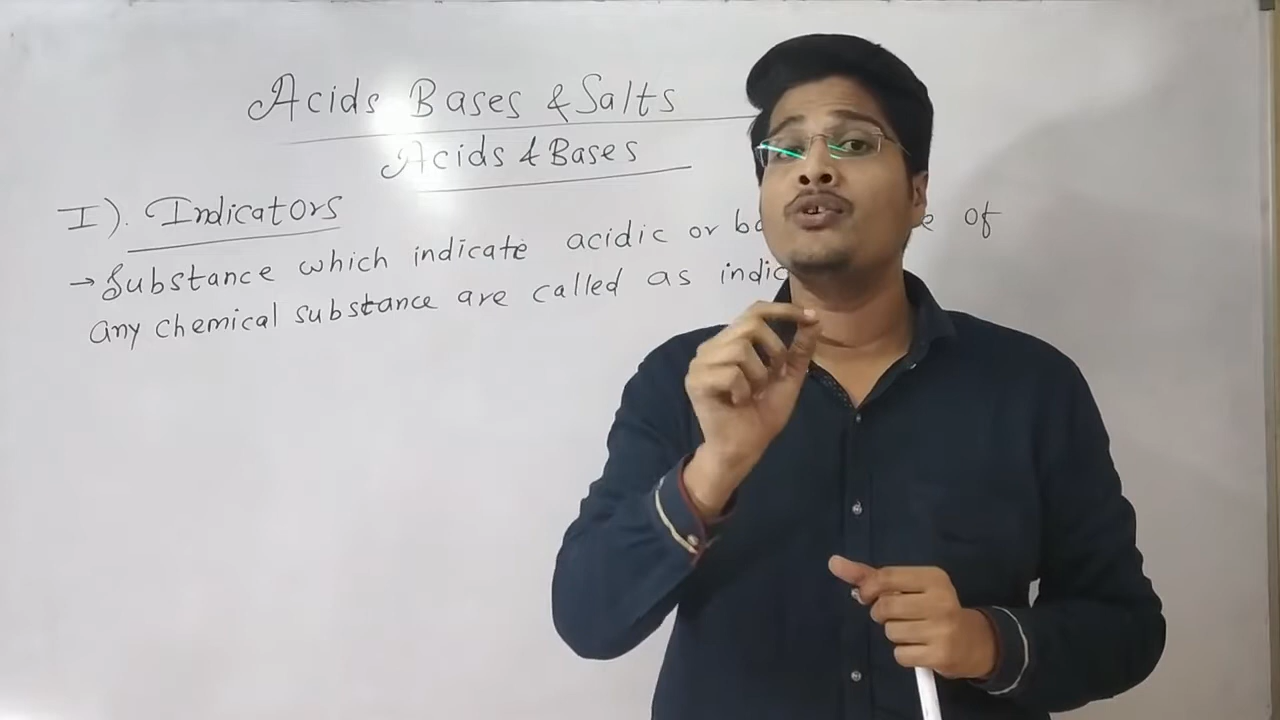 Acids Bases & Salts
Acids & Bases
I). Indicators
→ Substance which indicate acidic or of
any chemical substance are called as